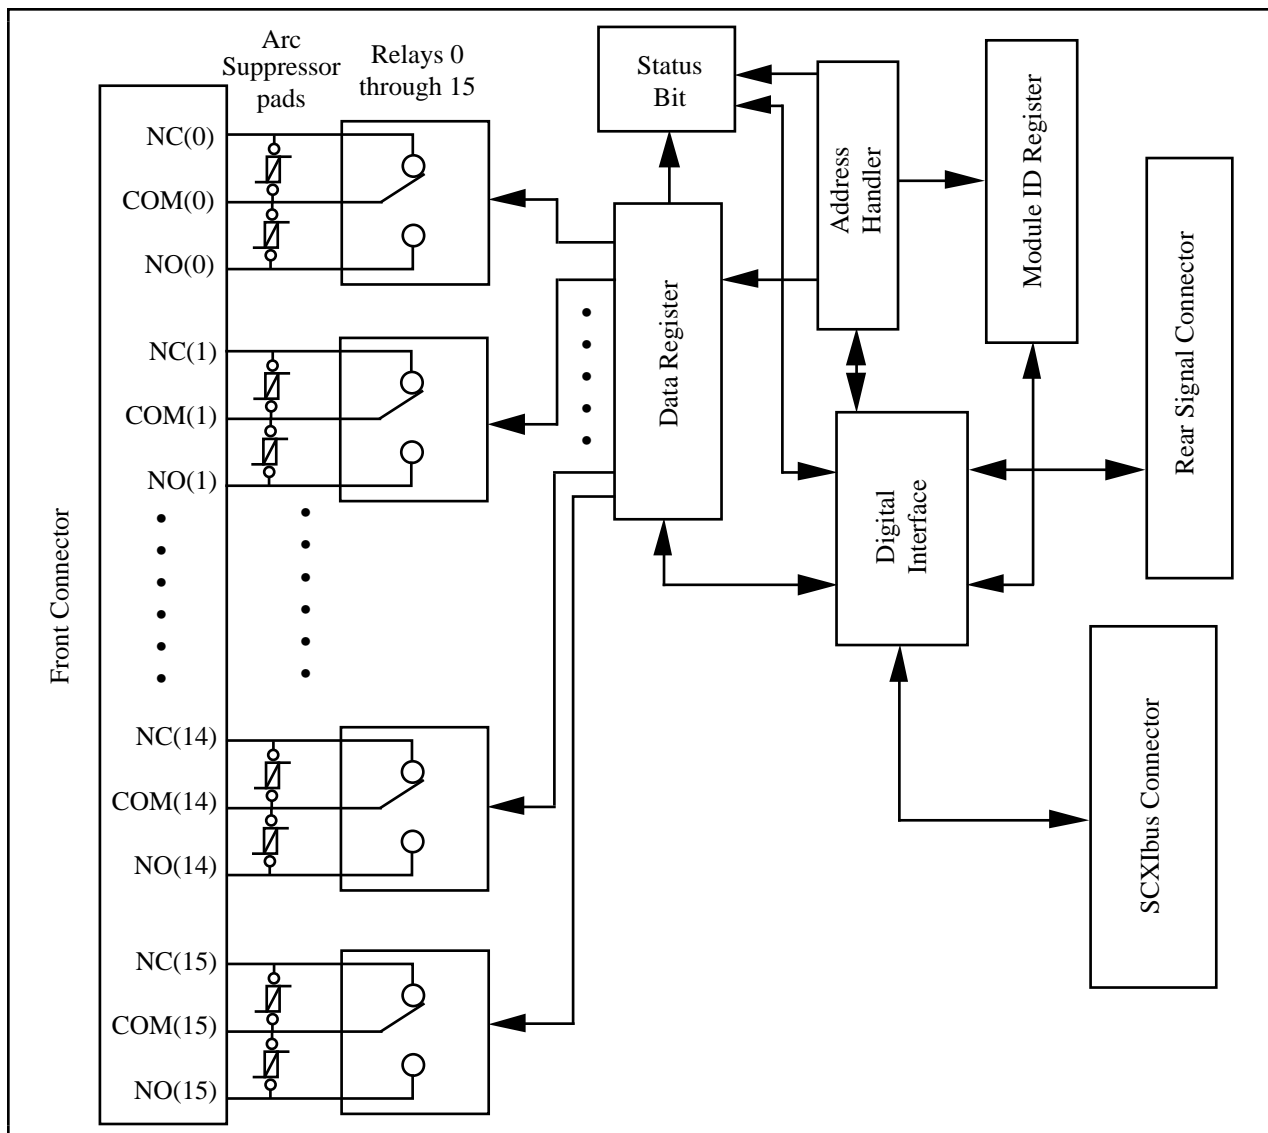 Arc
Suppressor
pads
Relays 0
through 15
Status
Bit
Address
Handler
Module ID Register
Rear Signal Connector
Front Connector
NC(0)
COM(0)
NO(0)
NC(1)
COM(1)
NO(1)
Data Register
Digital
Interface
SCXIbus Connector
NC(14)
COM(14)
NO(14)
NC(15)
COM(15)
NO(15)